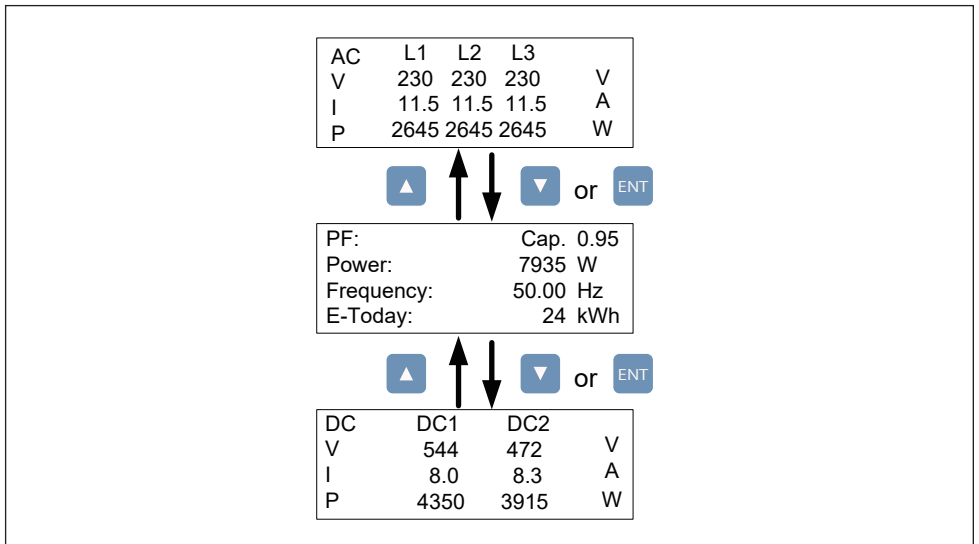 AC L1 L2 L3
V 230 230 230 V
I 11.5 11.5 11.5 A
P 2645 2645 2645 W
or ENT
PF: Cap. 0.95
Power: 7935 W
Frequency: 50.00 Hz
E-Today: 24 kWh
or ENT
DC DC1 DC2
V 544 472 V
I 8.0 8.3 A
P 4350 3915 W